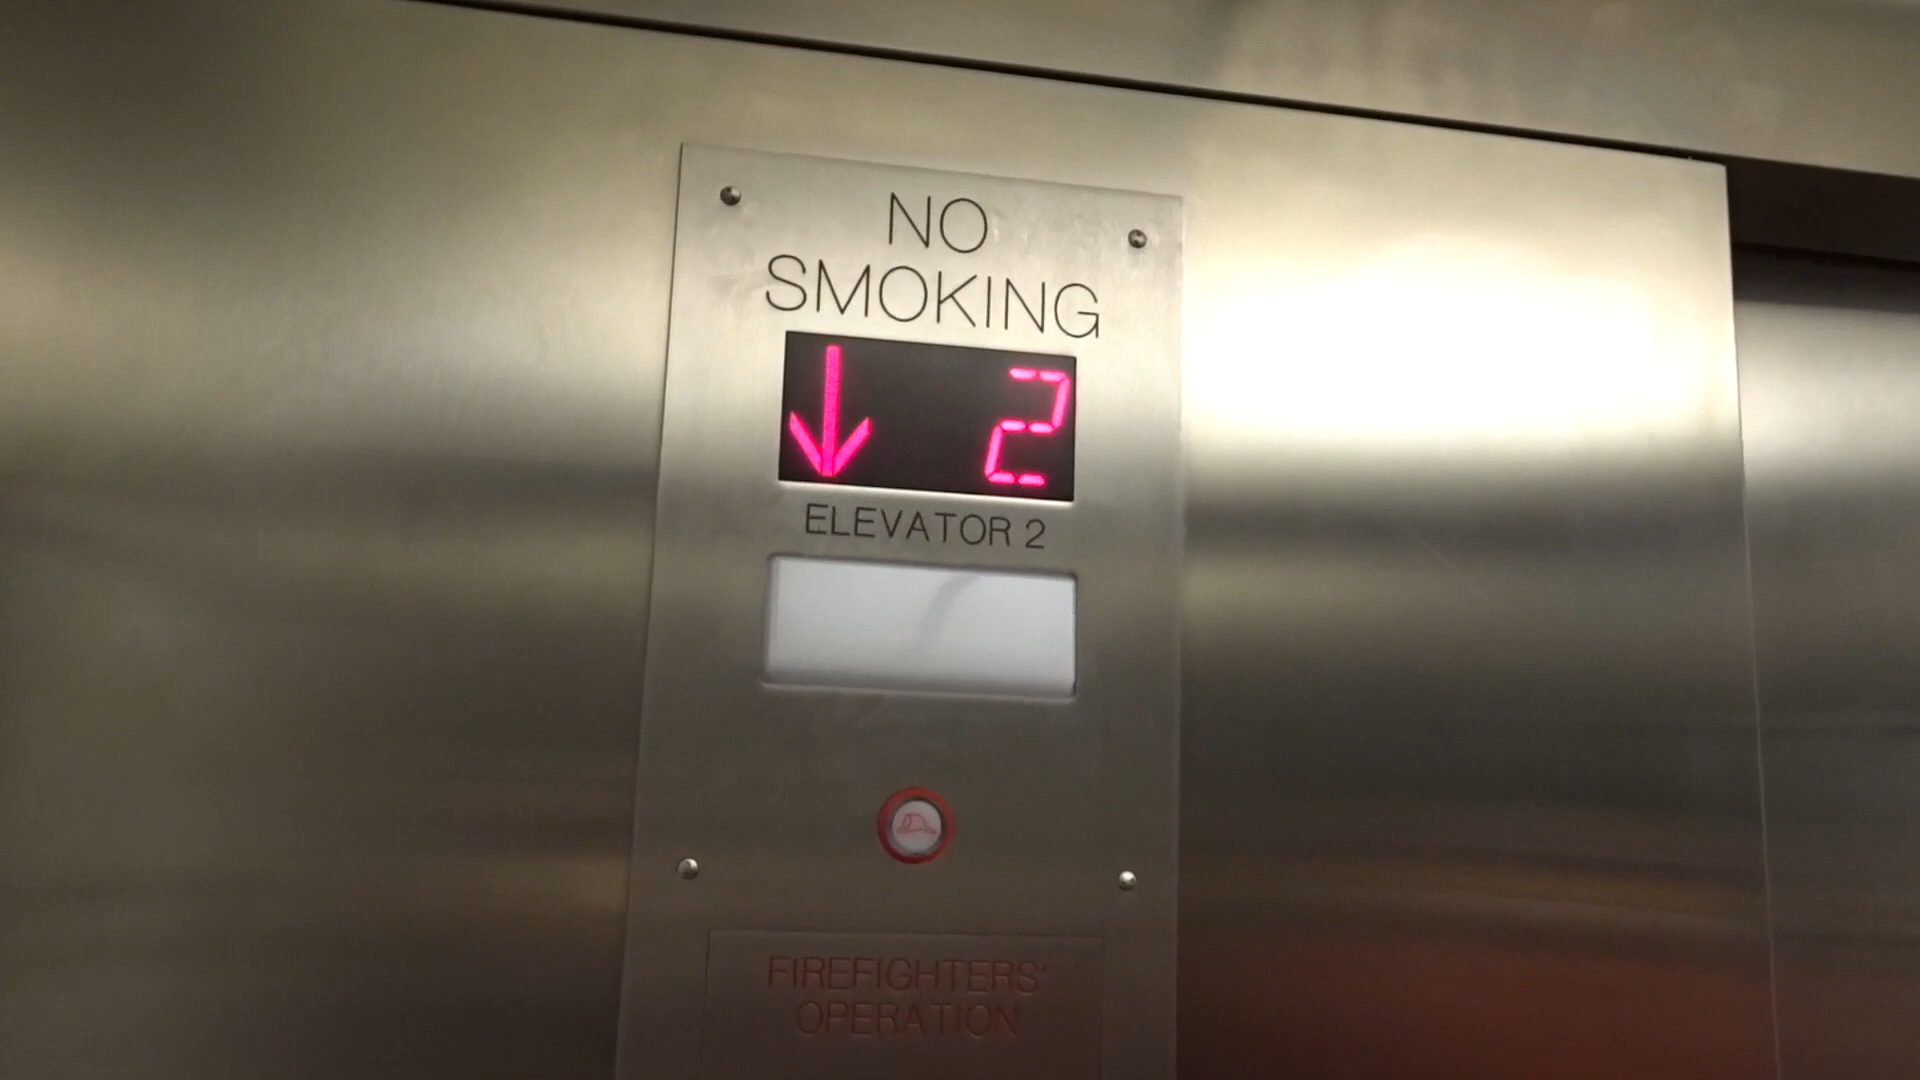 NO
SMOKING
↓ 2
ELEVATOR 2
FIREFIGHTERS'
OPERATION